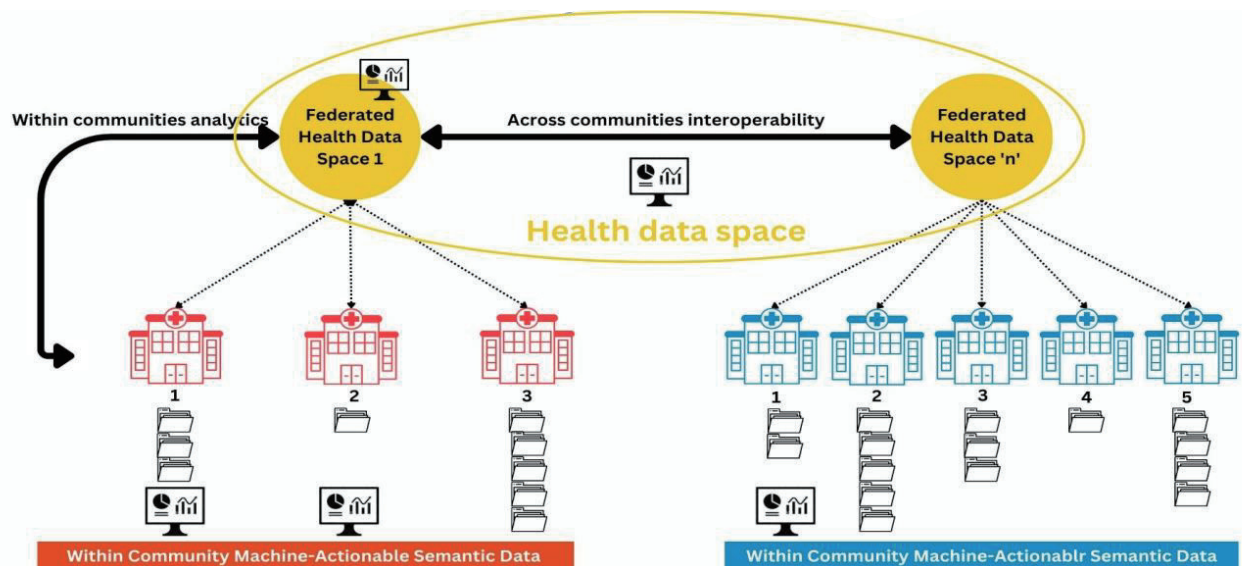 Within communities analytics
Federated
Health Data
Space 1
Across communities interoperability
Federated
Health Data
Space 'n'
Health data space
1
2
3
1
2
3
4
5
Within Community Machine-Actionable Semantic Data
Within Community Machine-Actionablr Semantic Data